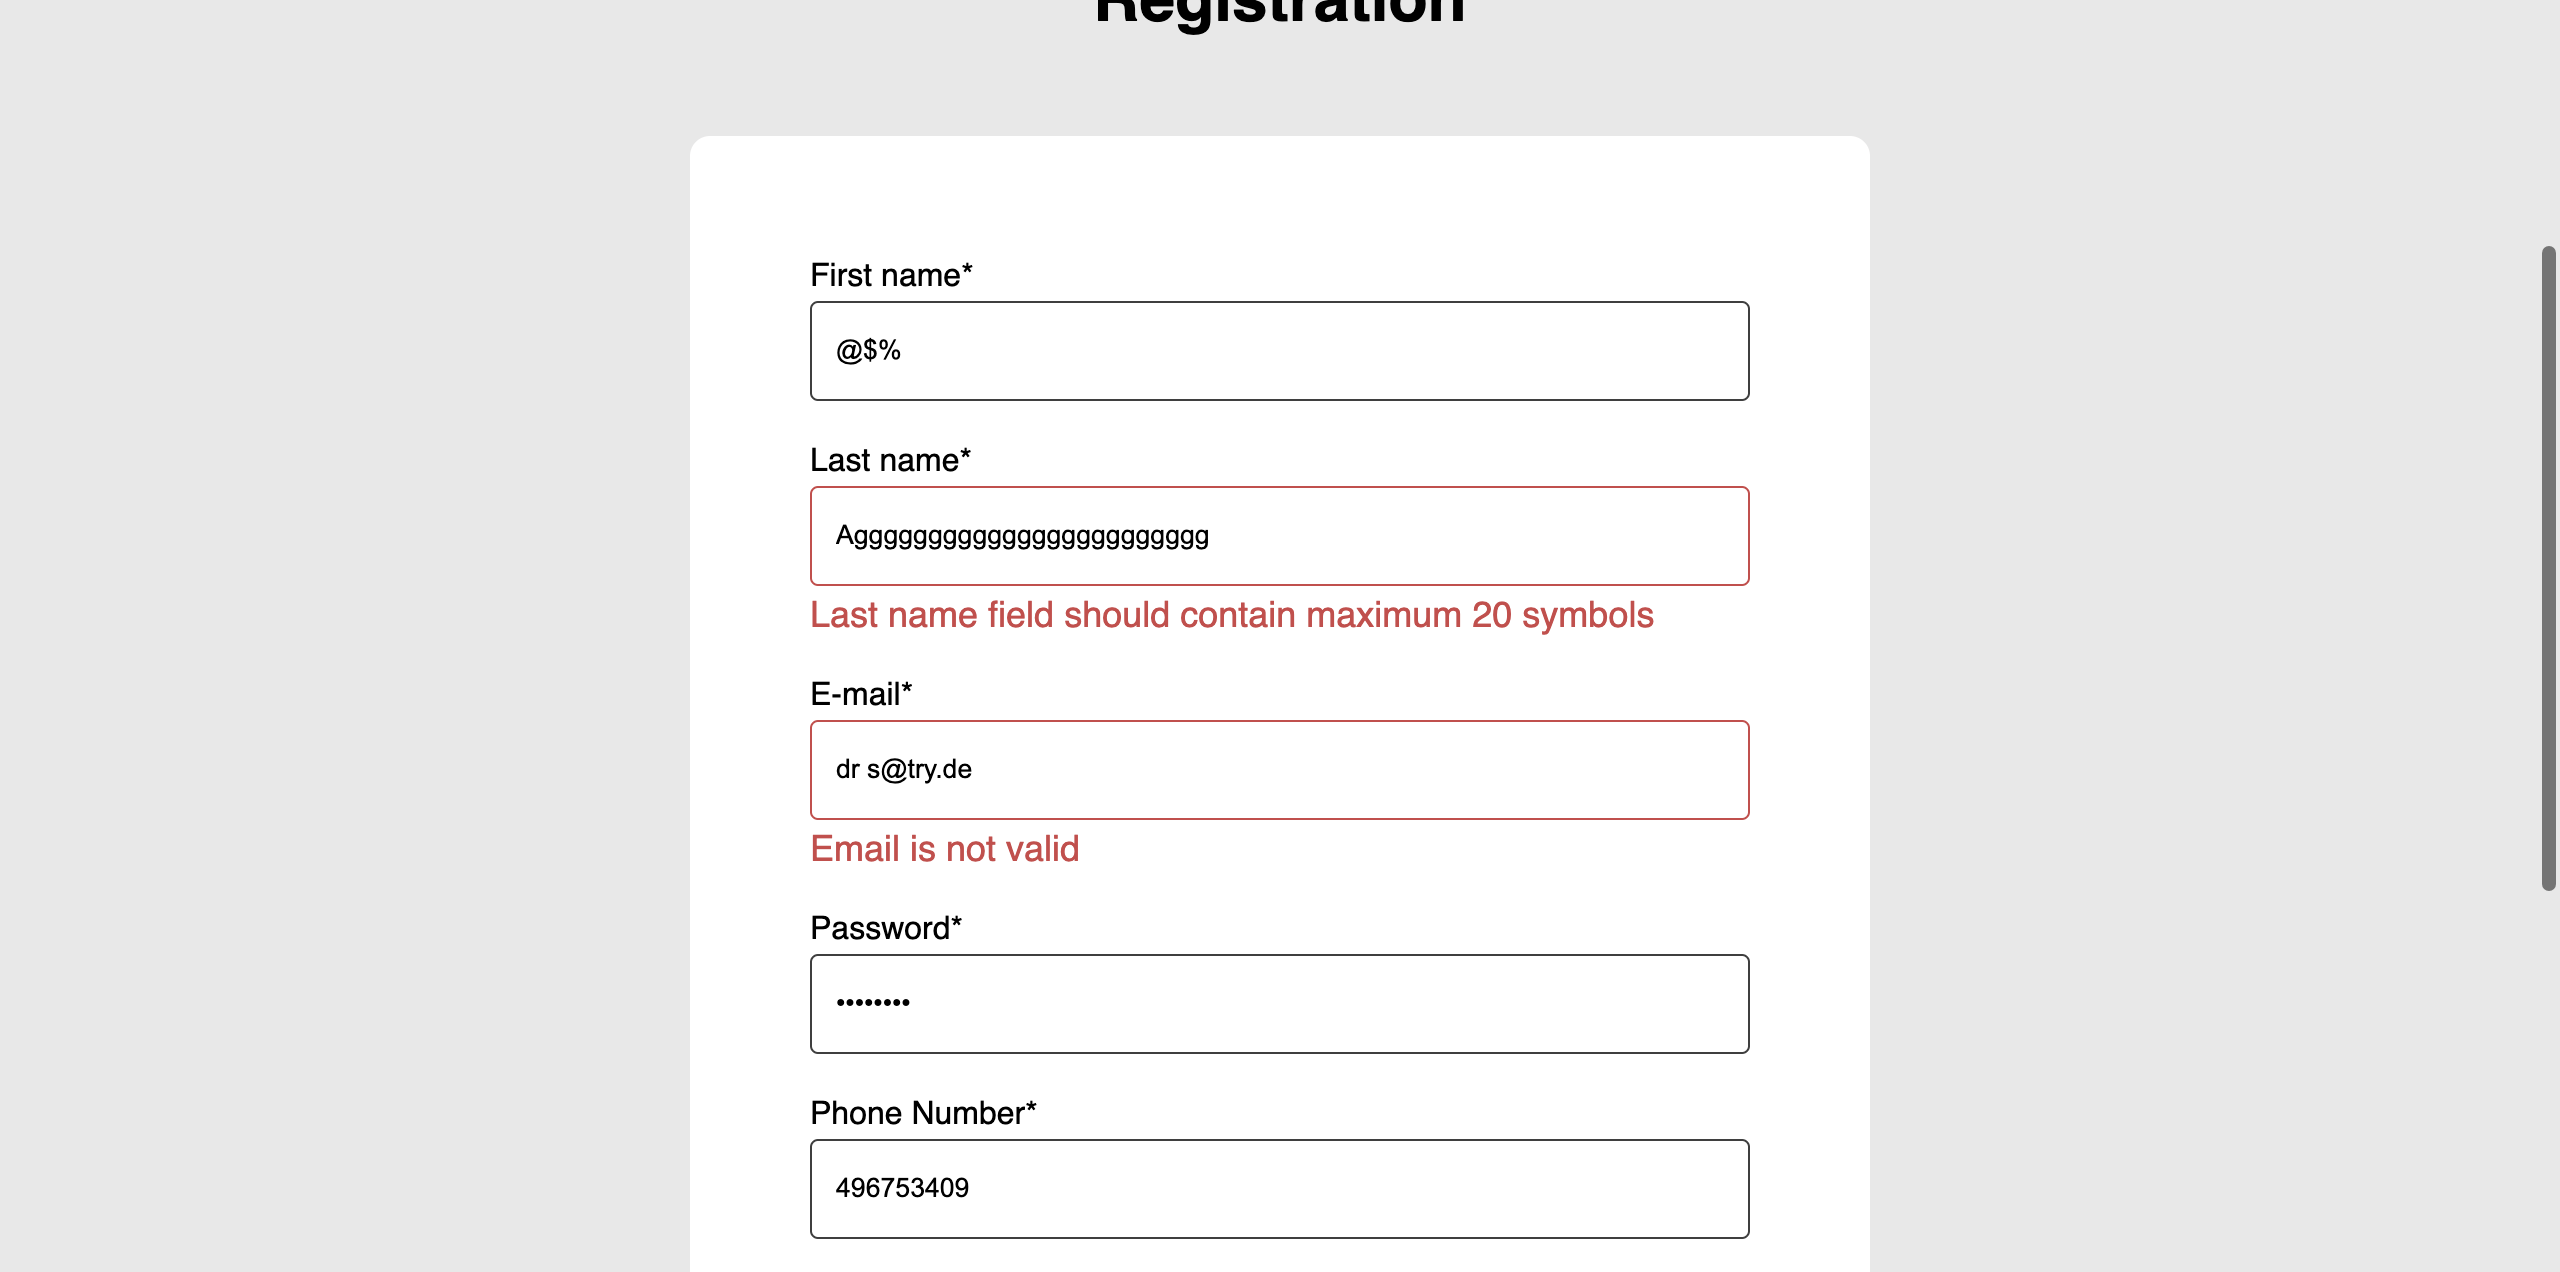 Registration
First name*
@$%
Last name*
Agggggggggggggggggggggggg
Last name field should contain maximum 20 symbols
E-mail*
dr s@try.de
Email is not valid
Password*
••••••••
Phone Number*
496753409